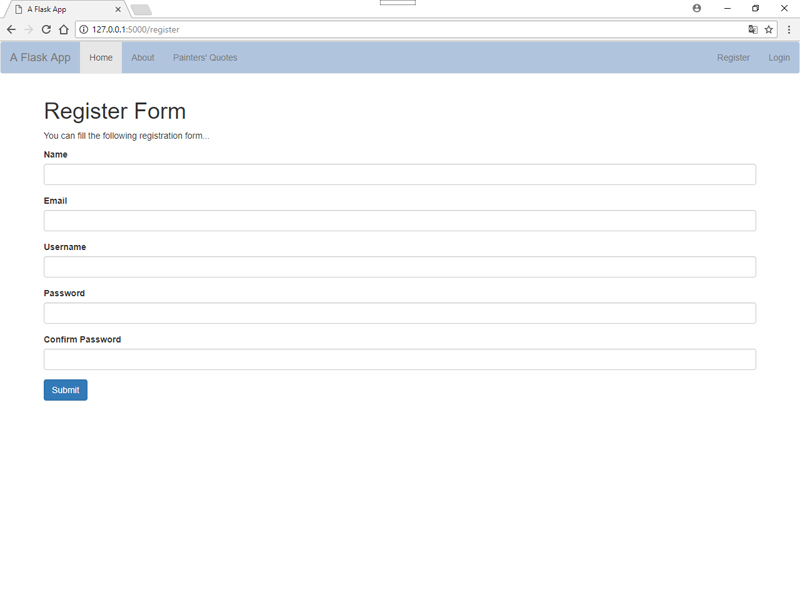 A Flask App
127.0.0.1:5000/register
A Flask App Home About Painters' Quotes Register Login
Register Form
You can fill the following registration form...
Name
Email
Username
Password
Confirm Password
Submit